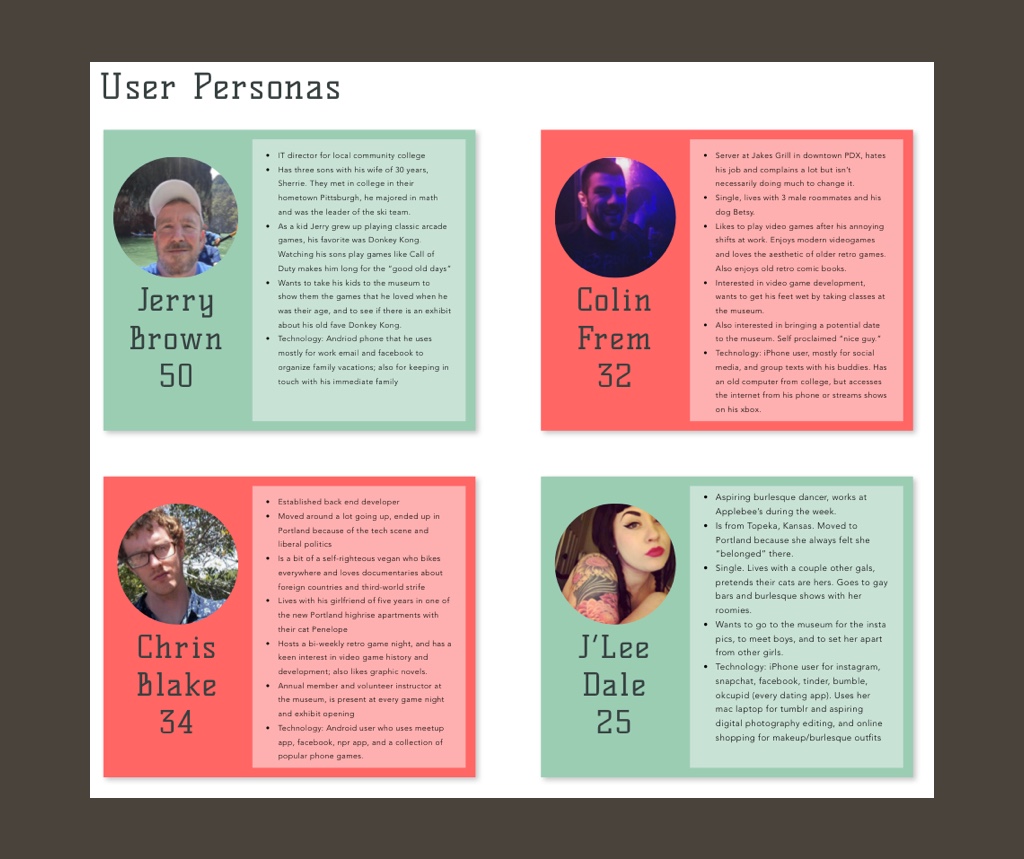 User Personas
Jerry
Brown
50
• IT director for local community college
• Has three sons with his wife of 30 years,
Sherrie. They met in college in their
hometown Pittsburgh, he majored in math
and was the leader of the ski team.
• As a kid Jerry grew up playing classic arcade
games, his favorite was Donkey Kong.
Watching his sons play games like Call of
Duty makes him long for the “good old days”
• Wants to take his kids to the museum to
show them the games that he loved when he
was their age, and to see if there is an exhibit
about his old fave Donkey Kong.
• Technology: Andriod phone that he uses
mostly for work email and facebook to
organize family vacations; also for keeping in
touch with his immediate family
Colin
Frem
32
• Server at Jakes Grill in downtown PDX, hates
his job and complains a lot but isn’t
necessarily doing much to change it.
• Single, lives with 3 male roommates and his
dog Betsy.
• Likes to play video games after his annoying
shifts at work. Enjoys modern videogames
and loves the aesthetic of older retro games.
Also enjoys old retro comic books.
• Interested in video game development,
wants to get his feet wet by taking classes at
the museum.
• Also interested in bringing a potential date
to the museum. Self proclaimed “nice guy.”
• Technology: iPhone user, mostly for social
media, and group texts with his buddies. Has
an old computer from college, but accesses
the internet from his phone or streams shows
on his xbox.
Chris
Blake
34
• Established back end developer
• Moved around a lot going up, ended up in
Portland because of the tech scene and
liberal politics
• Is a bit of a self-righteous vegan who bikes
everywhere and loves documentaries about
foreign countries and third-world strife
• Lives with his girlfriend of five years in one of
the new Portland highrise apartments with
their cat Penelope
• Hosts a bi-weekly retro game night, and has a
keen interest in video game history and
development; also likes graphic novels.
• Annual member and volunteer instructor at
the museum, is present at every game night
and exhibit opening
• Technology: Android user who uses meetup
app, facebook, npr app, and a collection of
popular phone games.
J’Lee
Dale
25
• Aspiring burlesque dancer, works at
Applebee’s during the week.
• Is from Topeka, Kansas. Moved to
Portland because she always felt she
“belonged” there.
• Single. Lives with a couple other gals,
pretends their cats are hers. Goes to gay
bars and burlesque shows with her
roomies.
• Wants to go to the museum for the insta
pics, to meet boys, and to set her apart
from other girls.
• Technology: iPhone user for instagram,
snapchat, facebook, tinder, bumble,
okcupid (every dating app). Uses her
mac laptop for tumblr and aspiring
digital photography editing, and online
shopping for makeup/burlesque outfits